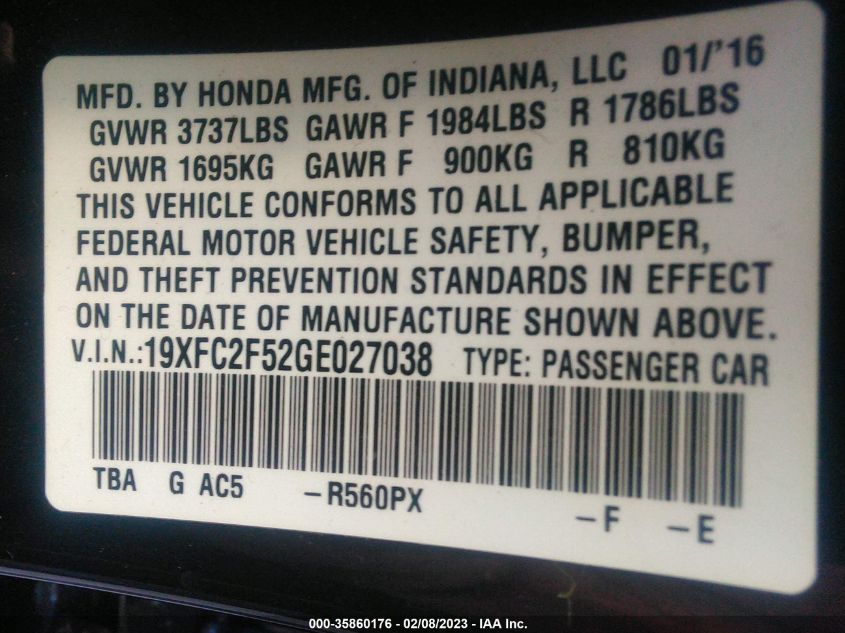 MFD. BY HONDA MFG. OF INDIANA, LLC 01/'16
GVWR 3737LBS GAWR F 1984LBS R 1786LBS
GVWR 1695KG GAWR F 900KG R 810KG
THIS VEHICLE CONFORMS TO ALL APPLICABLE
FEDERAL MOTOR VEHICLE SAFETY, BUMPER,
AND THEFT PREVENTION STANDARDS IN EFFECT
ON THE DATE OF MANUFACTURE SHOWN ABOVE.
V.I.N.:19XFC2F52GE027038 TYPE: PASSENGER CAR
TBA G AC5 -R560PX -F -E
000-35860176 - 02/08/2023 - IAA Inc.